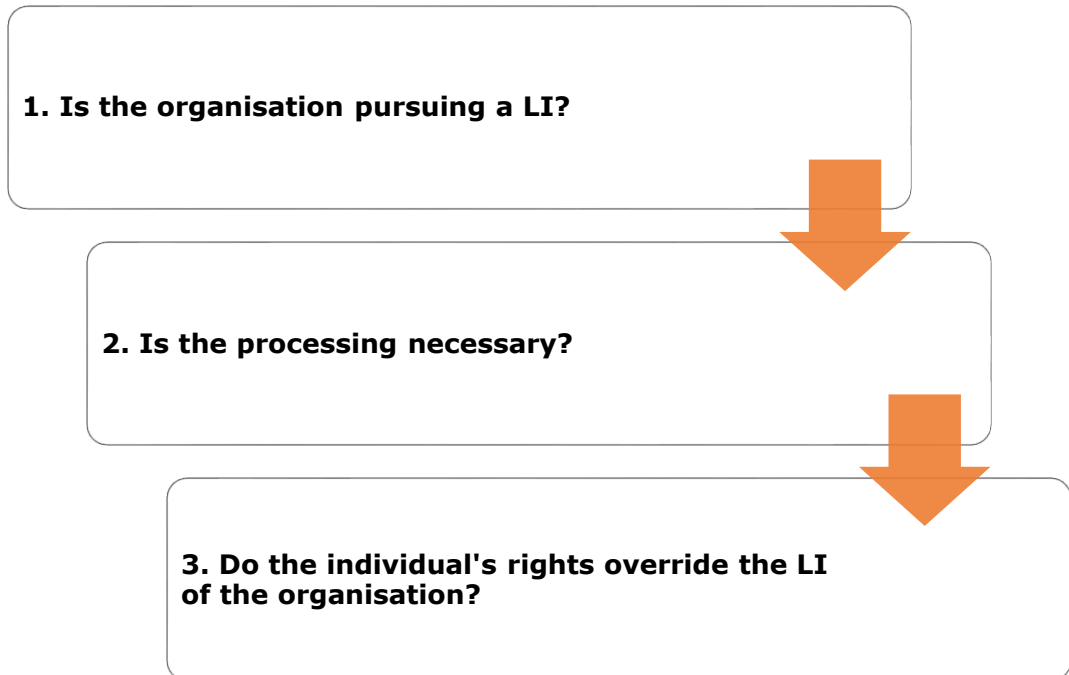 1. Is the organisation pursuing a LI?
2. Is the processing necessary?
3. Do the individual's rights override the LI
of the organisation?